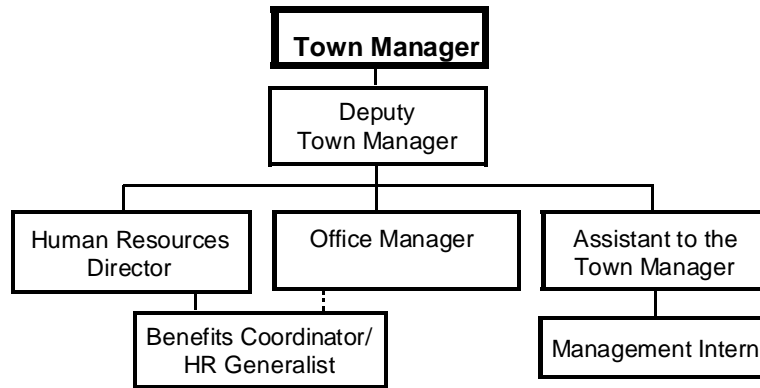 Town Manager
Deputy
Town Manager
Human Resources
Director
Office Manager
Assistant to the
Town Manager
Benefits Coordinator/
HR Generalist
Management Intern